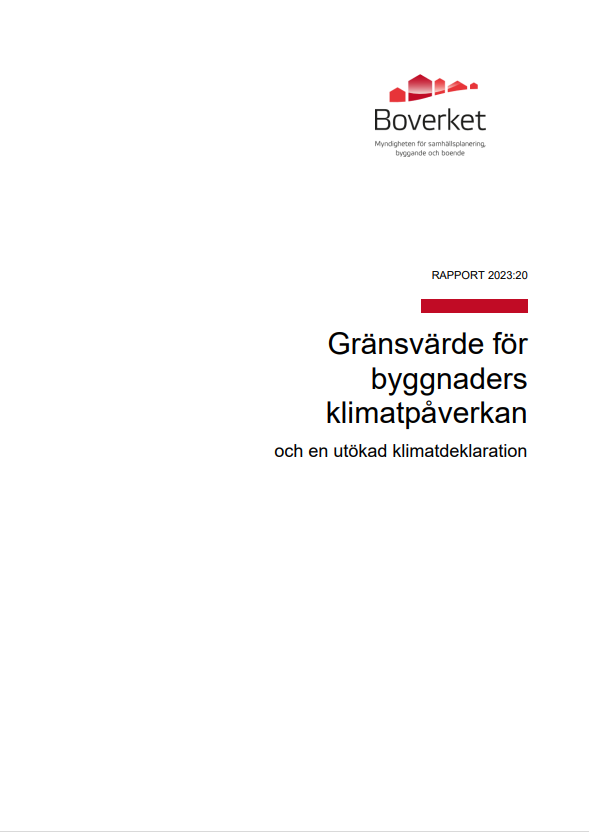 Boverket
Myndigheten för samhällsplanering,
byggande och boende
RAPPORT 2023:20
Gränsvärde för
byggnaders
klimatpåverkan
och en utökad klimatdeklaration